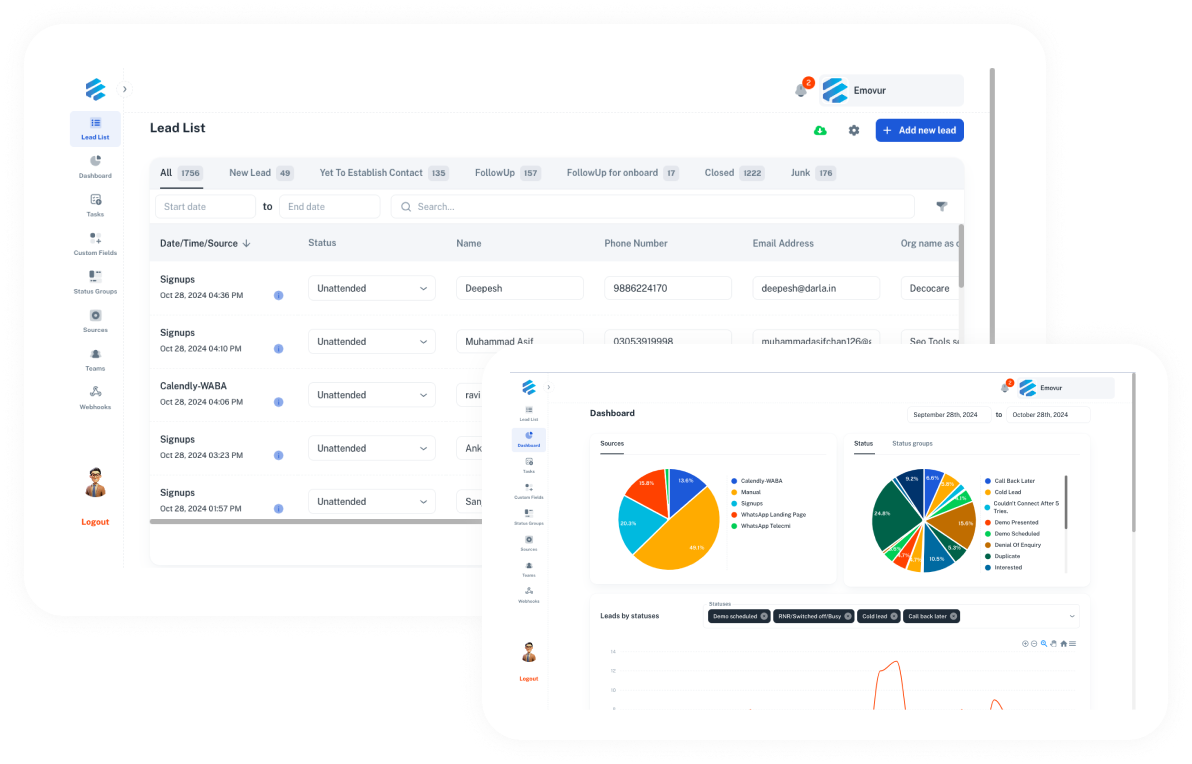 2
Emovur
Lead List
Add new lead
Lead List
Dashboard
Tasks
Custom Fields
Status Groups
Sources
Teams
Webhooks
Logout
All 1756 New Lead 49 Yet To Establish Contact 135 FollowUp 157 FollowUp for onboard 17 Closed 1222 Junk 176
Start date to End date Search...
Date/Time/Source Status Name Phone Number Email Address Org name as
Signups
Oct 28, 2024 04:36 PM Unattended Deepesh 9886224170 deepesh@darla.in Decocare
Signups
Oct 28, 2024 04:10 PM Unattended Muhammad Asif 03053919998 muhammadasifchap126@ Seo Tools
Calendly-WABA
Oct 28, 2024 04:06 PM Unattended ravi
Signups
Oct 28, 2024 03:23 PM Unattended Ank
Signups
Oct 28, 2024 01:57 PM Unattended
2
Emovur
Dashboard
September 28th, 2024 to October 28th, 2024
Lead List
Dashboard
Tasks
Custom Fields
Status Groups
Sources
Teams
Webhooks
Logout
Sources
13.6%
49.1%
20.3%
15.8%
Calendly-WABA
Manual
Signups
WhatsApp Landing Page
WhatsApp Telecmi
Status Status groups
9.2%
6.6%
15.6%
5.3%
10.5%
24.8%
Call Back Later
Cold Lead
Couldn't Connect After 5
Tries.
Demo Presented
Demo Scheduled
Denial Of Enquiry
Duplicate
Interested
Leads by statuses
Statuses
Demo scheduled RNR/Switched off/Busy Cold lead Call back later
14
12
10